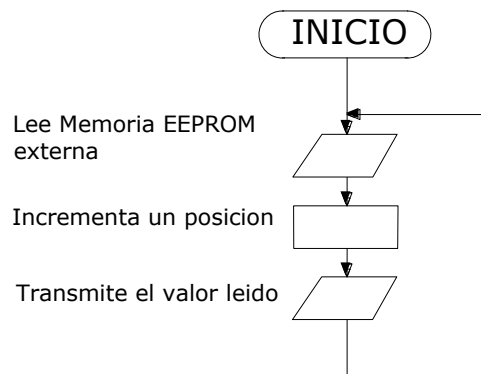 INICIO
Lee Memoria EEPROM
externa
Incrementa un posicion
Transmite el valor leido